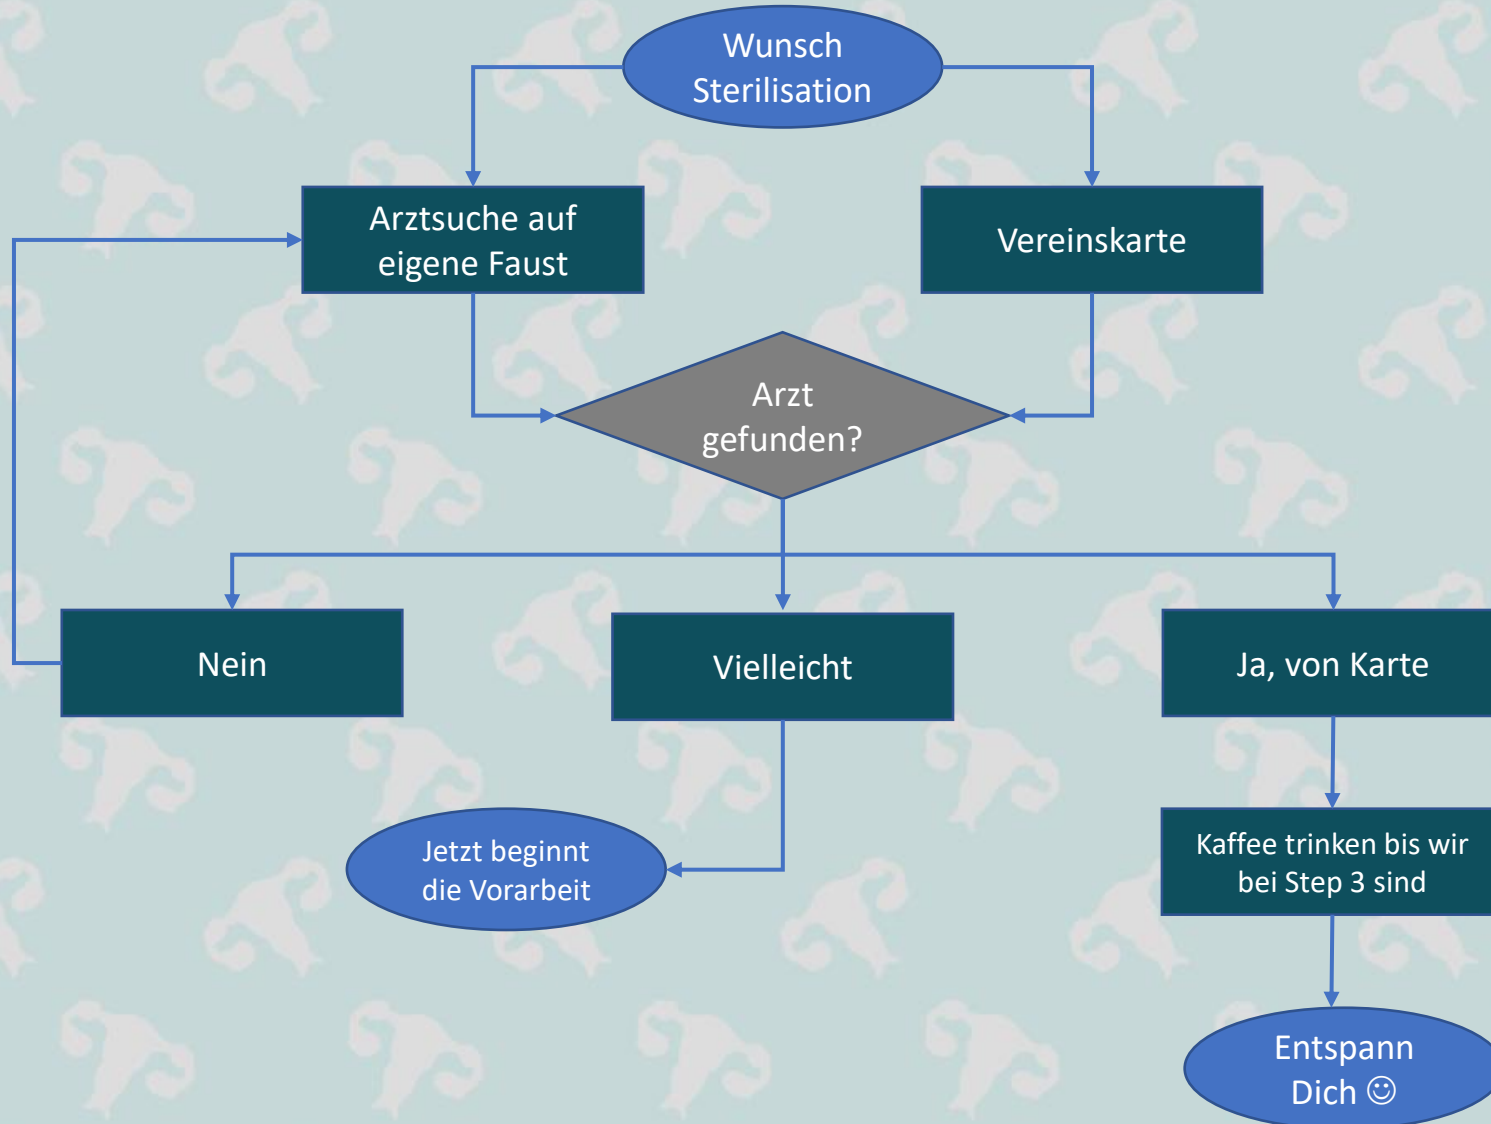 Wunsch
Sterilisation
Arztsuche auf
eigene Faust
Vereinskarte
Arzt
gefunden?
Nein
Vielleicht
Ja, von Karte
Jetzt beginnt
die Vorarbeit
Kaffee trinken bis wir
bei Step 3 sind
Entspann
Dich ☺